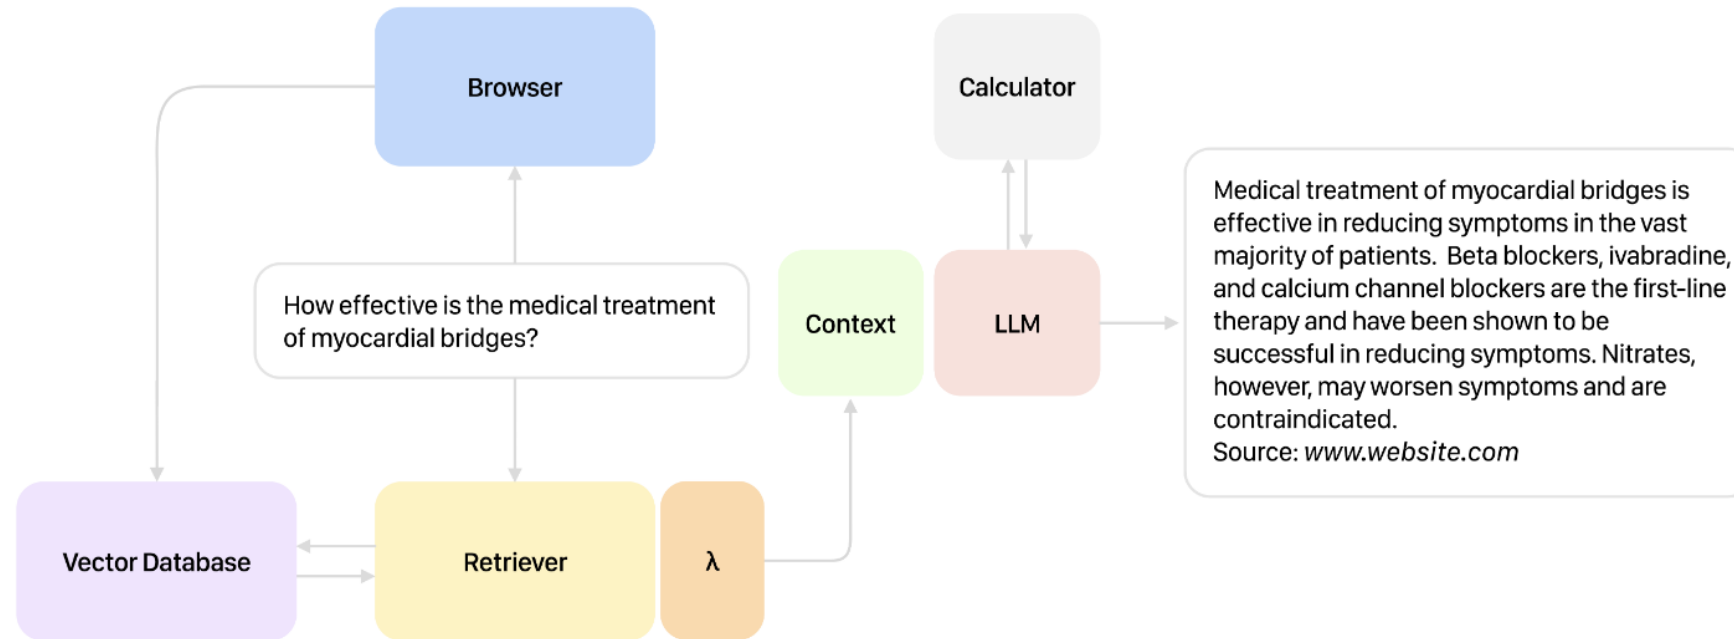 Browser
Calculator
How effective is the medical treatment
of myocardial bridges?
Context
LLM
Medical treatment of myocardial bridges is
effective in reducing symptoms in the vast
majority of patients. Beta blockers, ivabradine,
and calcium channel blockers are the first-line
therapy and have been shown to be
successful in reducing symptoms. Nitrates,
however, may worsen symptoms and are
contraindicated.
Source: www.website.com
Vector Database
Retriever
λ